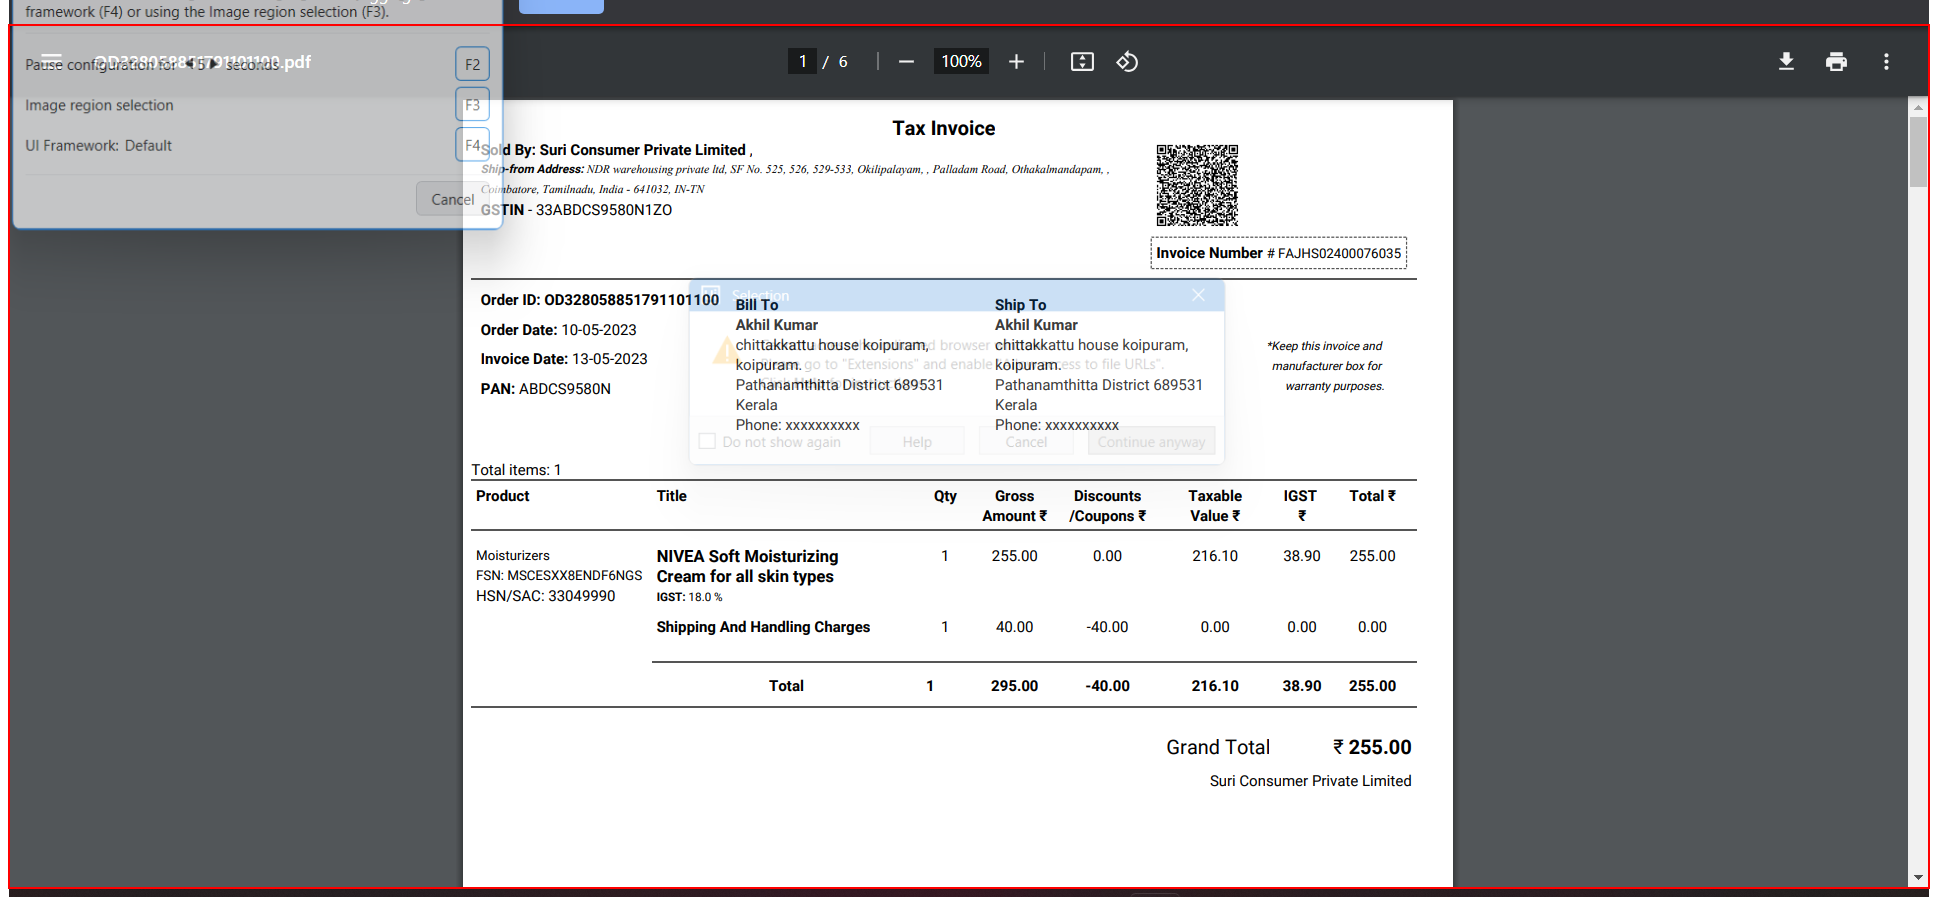 framework (F4) or using the Image region selection (F3).
OD328058851791101100.pdf
1 / 6
100%
Pause configuration for 5 seconds
F2
Image region selection
F3
UI Framework: Default
F4
Cancel
Tax Invoice
Sold By: Suri Consumer Private Limited ,
Ship-from Address: NDR warehousing private ltd, SF No. 525, 526, 529-533, Okilipalayam, , Palladam Road, Othakalmandapam, ,
Coimbatore, Tamilnadu, India - 641032, IN-TN
GSTIN - 33ABDCS9580N1ZO
Invoice Number # FAJHS02400076035
Order ID: OD328058851791101100
Order Date: 10-05-2023
Invoice Date: 13-05-2023
PAN: ABDCS9580N
Selection
Bill To
Akhil Kumar
chittakkattu house koipuram,
koipuram.
Pathanamthitta District 689531
Kerala
Phone: xxxxxxxxxx
Ship To
Akhil Kumar
chittakkattu house koipuram,
koipuram.
Pathanamthitta District 689531
Kerala
Phone: xxxxxxxxxx
browser
go to "Extensions" and enable access to file URLs".
Do not show again
Help
Cancel
Continue anyway
*Keep this invoice and
manufacturer box for
warranty purposes.
Total items: 1
Product Title Qty Gross Amount ₹ Discounts /Coupons ₹ Taxable Value ₹ IGST ₹ Total ₹
Moisturizers
FSN: MSCESXX8ENDF6NGS
HSN/SAC: 33049990
NIVEA Soft Moisturizing
Cream for all skin types
IGST: 18.0 %
1 255.00 0.00 216.10 38.90 255.00
Shipping And Handling Charges 1 40.00 -40.00 0.00 0.00 0.00
Total 1 295.00 -40.00 216.10 38.90 255.00
Grand Total ₹ 255.00
Suri Consumer Private Limited